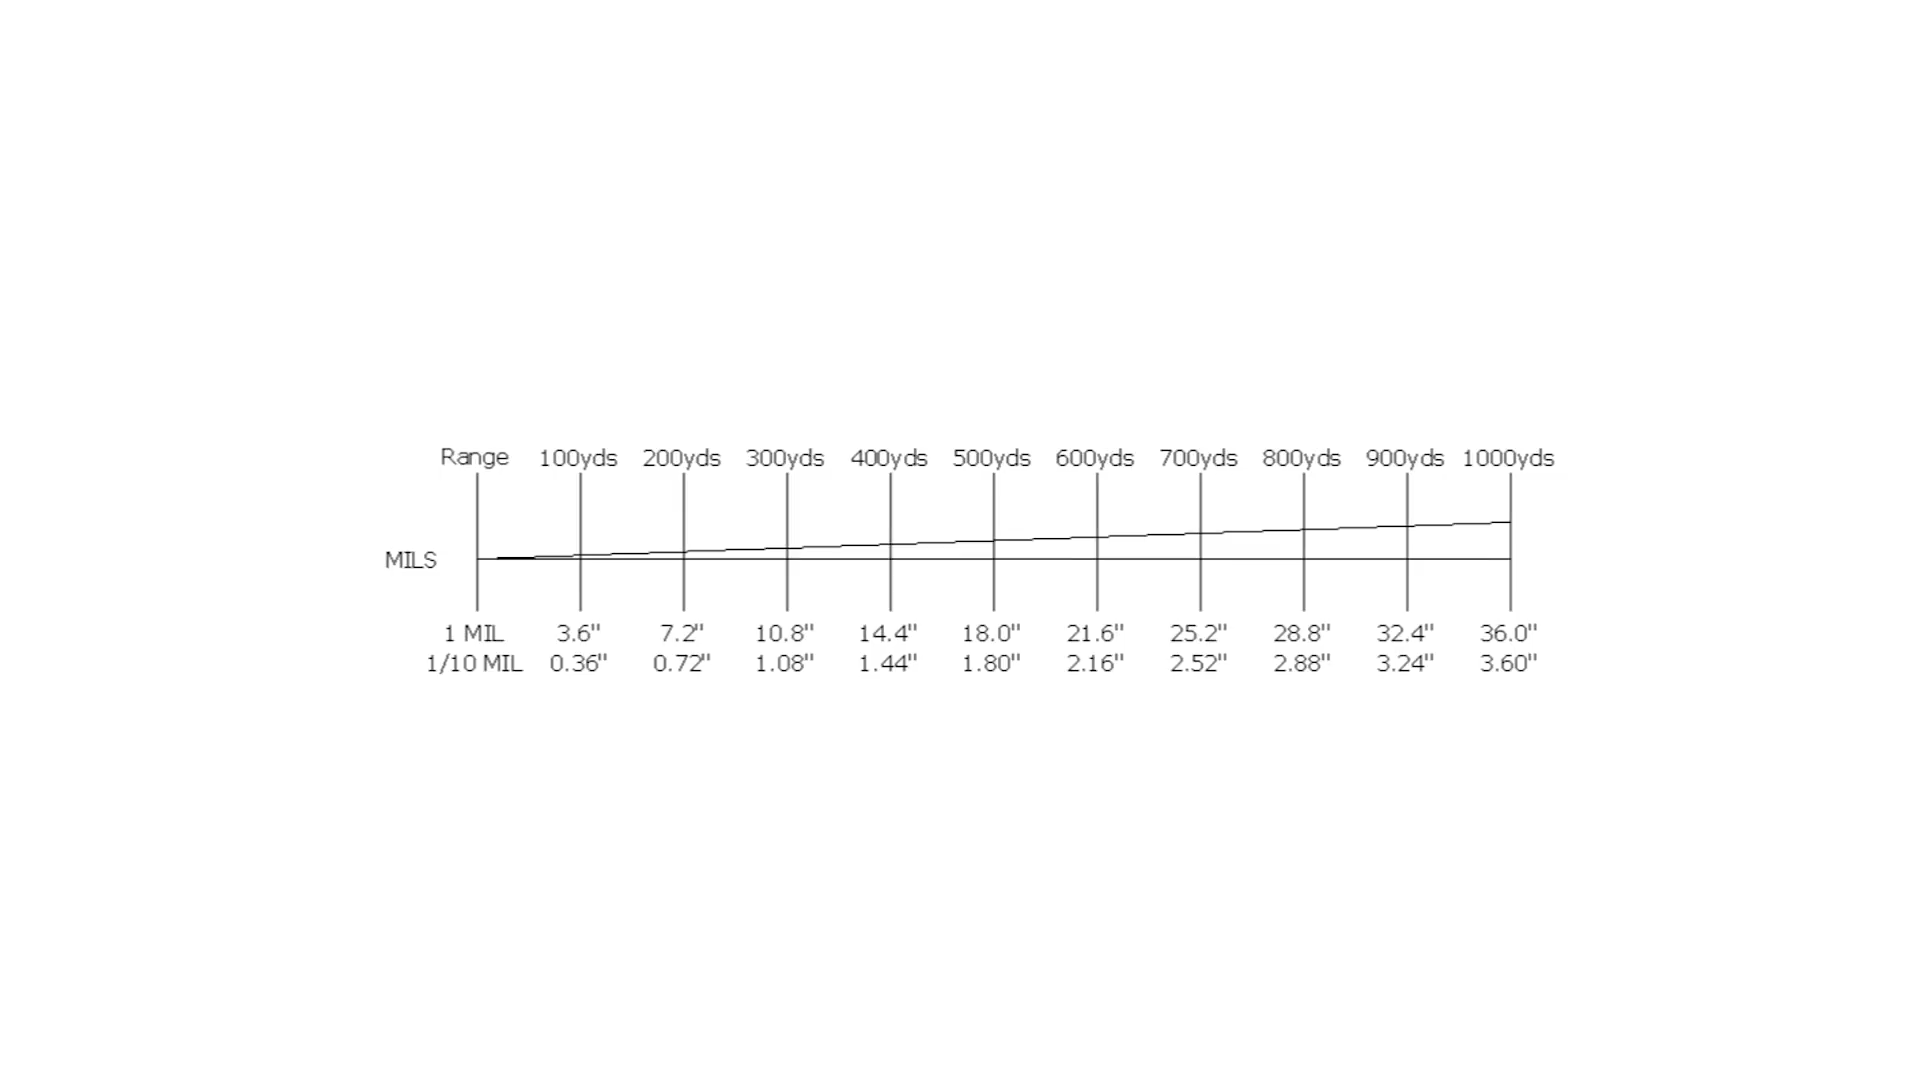 Range 100yds 200yds 300yds 400yds 500yds 600yds 700yds 800yds 900yds 1000yds
MILS
1 MIL 3.6" 7.2" 10.8" 14.4" 18.0" 21.6" 25.2" 28.8" 32.4" 36.0"
1/10 MIL 0.36" 0.72" 1.08" 1.44" 1.80" 2.16" 2.52" 2.88" 3.24" 3.60"